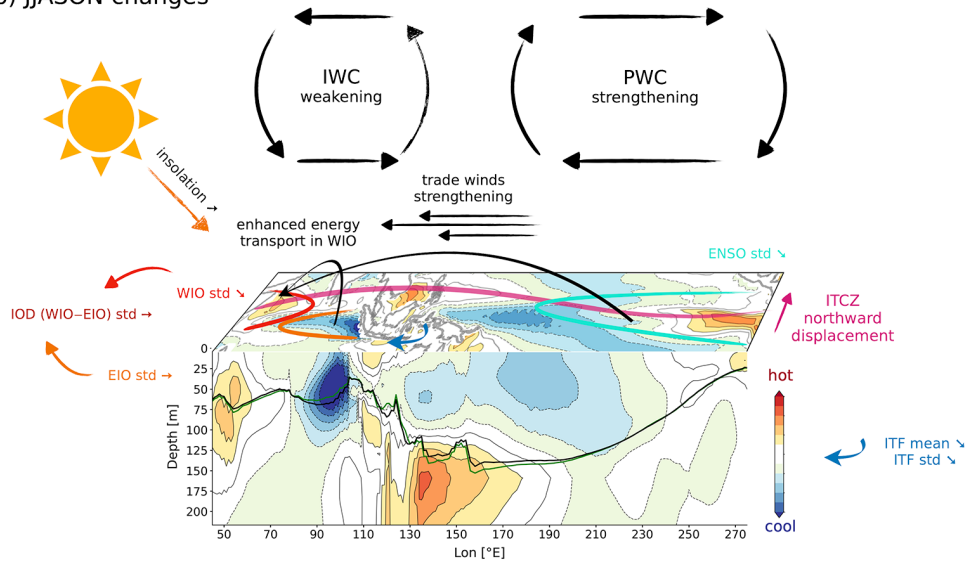 b) JJASON changes
IWC
weakening
PWC
strengthening
insolation →
trade winds
strengthening
enhanced energy
transport in WIO
ENSO std ↘
WIO std ↘
IOD (WIO−EIO) std →
EIO std →
ITCZ
northward
displacement
hot
cool
ITF mean ↘
ITF std ↘
0
25
50
75
100
125
150
175
200
Depth [m]
50
70
90
110
130
150
170
190
210
230
250
270
Lon [°E]